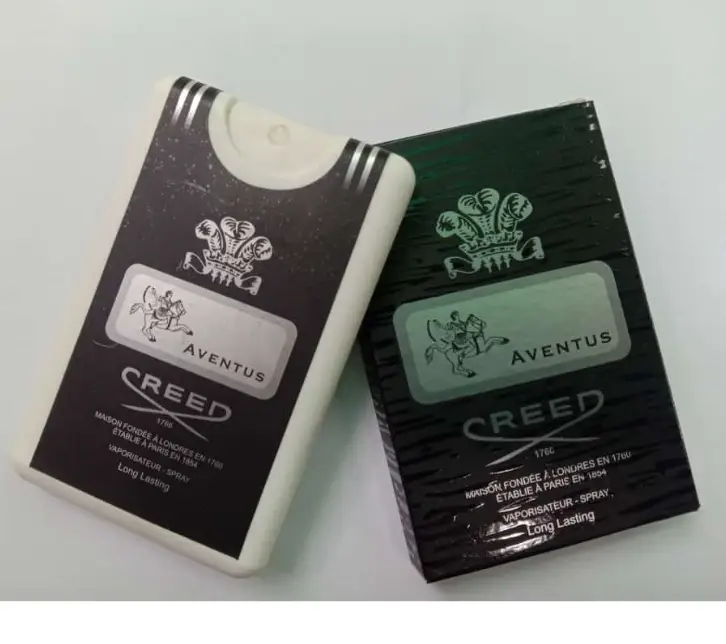 AVENTUS
CREED
1766
MAISON FONDÉE À LONDRES EN 1760
ÉTABLIE À PARIS EN 1854
VAPORISATEUR - SPRAY
Long Lasting
AVENTUS
CREED
1760
MAISON FONDÉE À LONDRES EN 1760
ÉTABLIE À PARIS EN 1854
VAPORISATEUR - SPRAY
Long Lasting